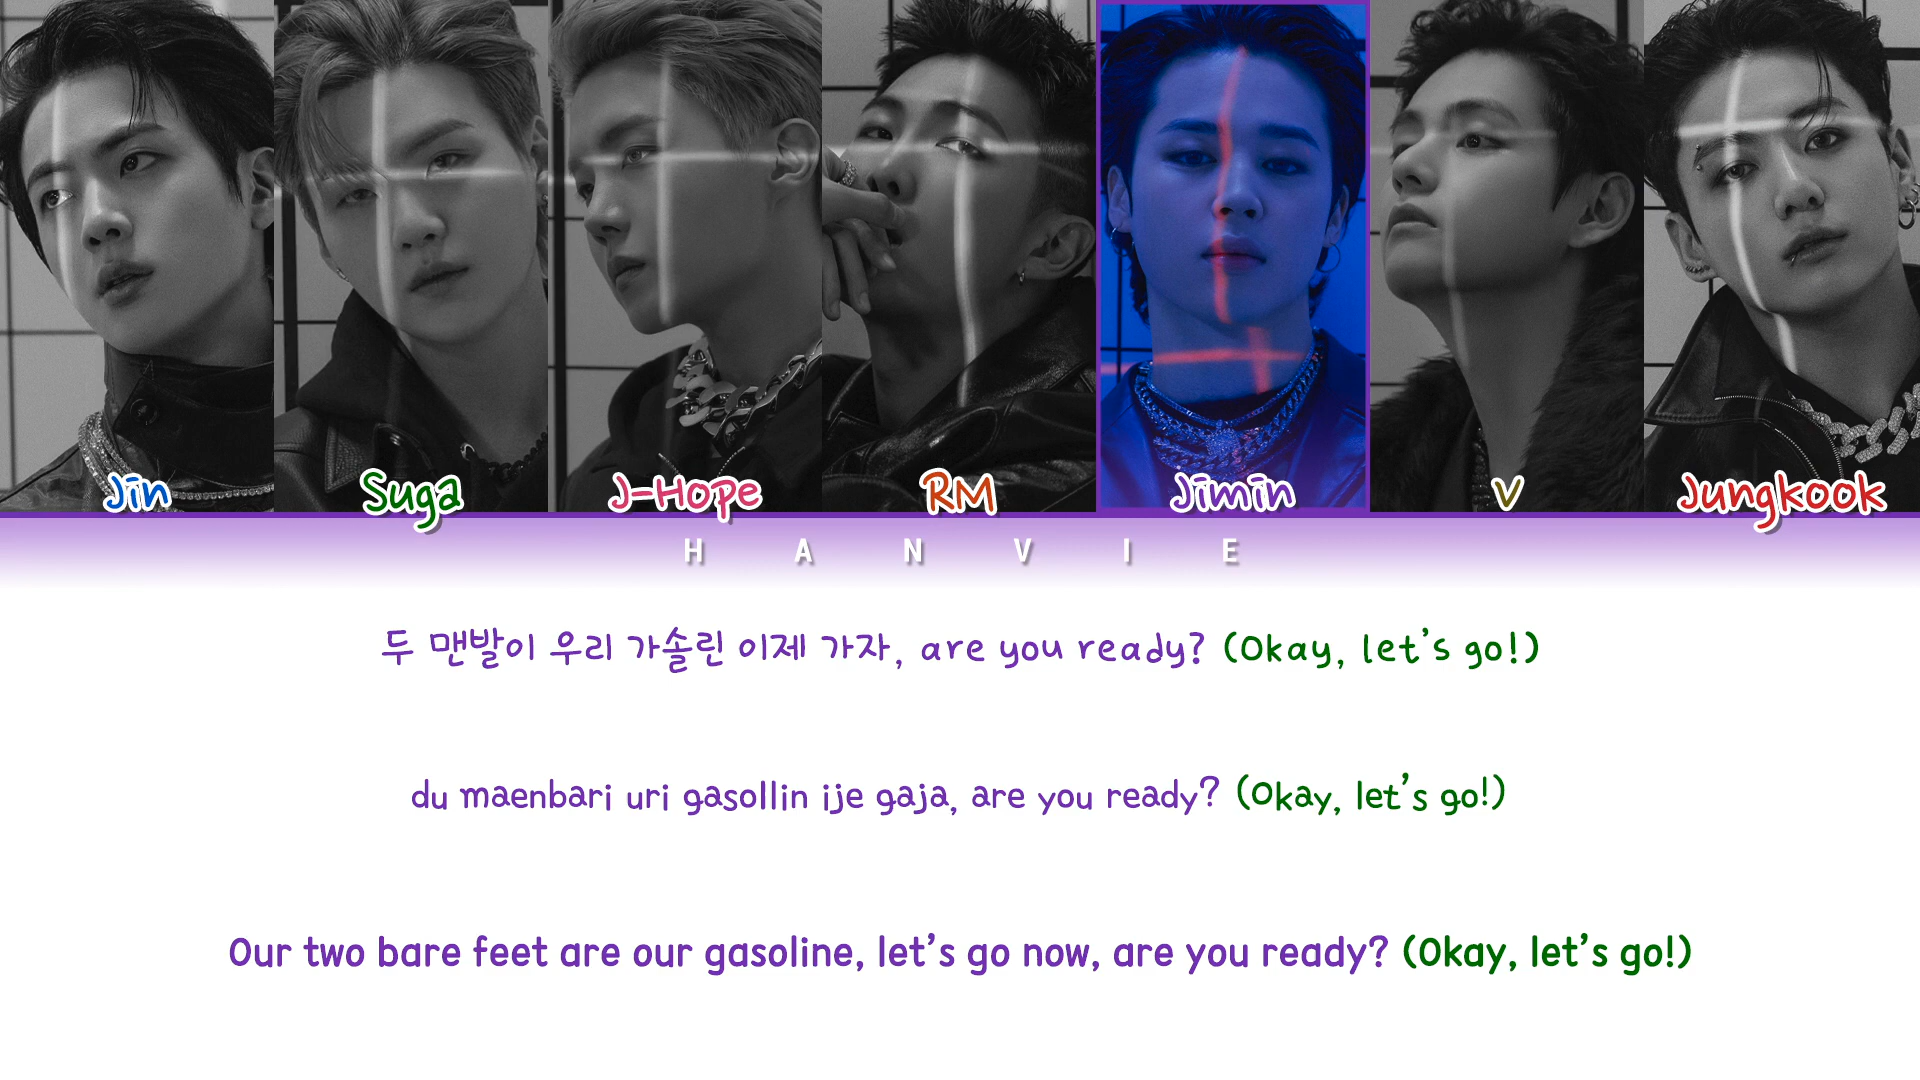 Jin Suga J-Hope RM Jimin V Jungkook
HANVIE
두 맨발이 우리 가솔린 이제 가자, are you ready? (Okay, let's go!)
du maenbari uri gasollin ije gaja, are you ready? (Okay, let's go!)
Our two bare feet are our gasoline, let's go now, are you ready? (Okay, let's go!)